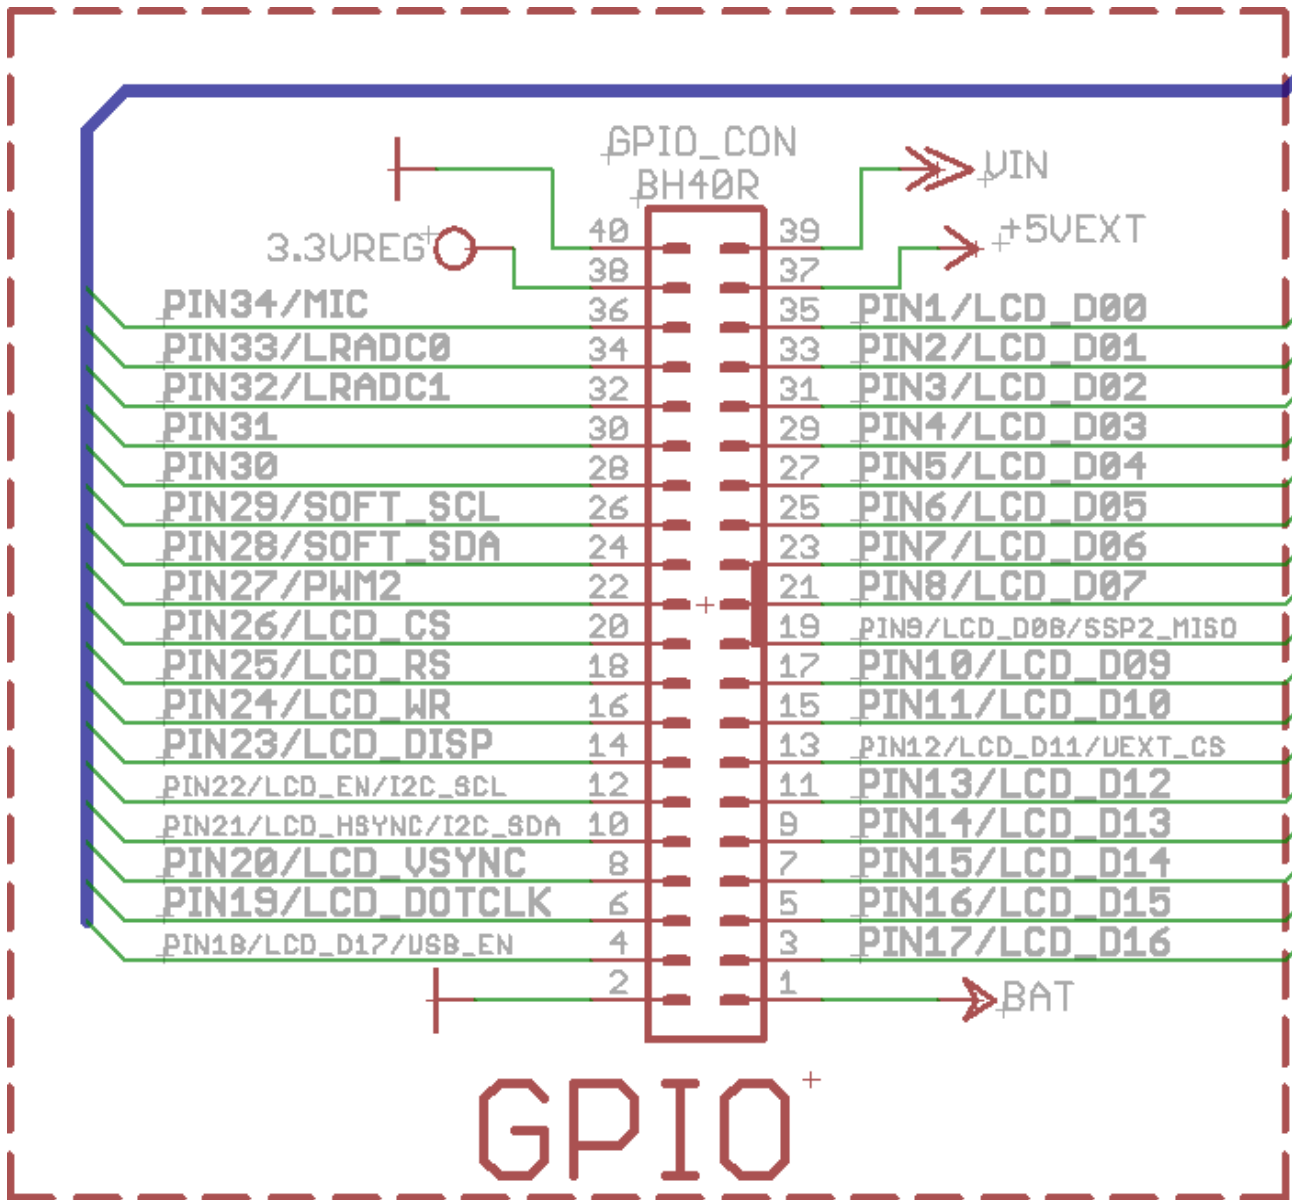 GPIO_CON
BH40R
VIN
3.3VREG
+5VEXT
40 39
38 37
PIN34/MIC 36 35 PIN1/LCD_D00
PIN33/LRADC0 34 33 PIN2/LCD_D01
PIN32/LRADC1 32 31 PIN3/LCD_D02
PIN31 30 29 PIN4/LCD_D03
PIN30 28 27 PIN5/LCD_D04
PIN29/SOFT_SCL 26 25 PIN6/LCD_D05
PIN28/SOFT_SDA 24 23 PIN7/LCD_D06
PIN27/PWM2 22 21 PIN8/LCD_D07
PIN26/LCD_CS 20 19 PIN9/LCD_D08/SSP2_MISO
PIN25/LCD_RS 18 17 PIN10/LCD_D09
PIN24/LCD_WR 16 15 PIN11/LCD_D10
PIN23/LCD_DISP 14 13 PIN12/LCD_D11/UEXT_CS
PIN22/LCD_EN/I2C_SCL 12 11 PIN13/LCD_D12
PIN21/LCD_HSYNC/I2C_SDA 10 9 PIN14/LCD_D13
PIN20/LCD_VSYNC 8 7 PIN15/LCD_D14
PIN19/LCD_DOTCLK 6 5 PIN16/LCD_D15
PIN18/LCD_D17/USB_EN 4 3 PIN17/LCD_D16
2 1 BAT
GPIO